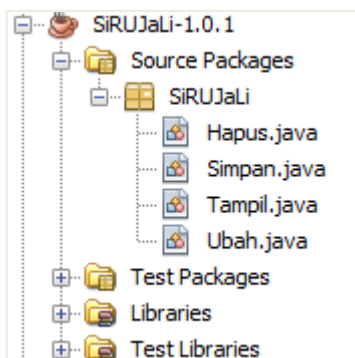 SiRUJaLi-1.0.1
Source Packages
SiRUJaLi
Hapus.java
Simpan.java
Tampil.java
Ubah.java
Test Packages
Libraries
Test Libraries